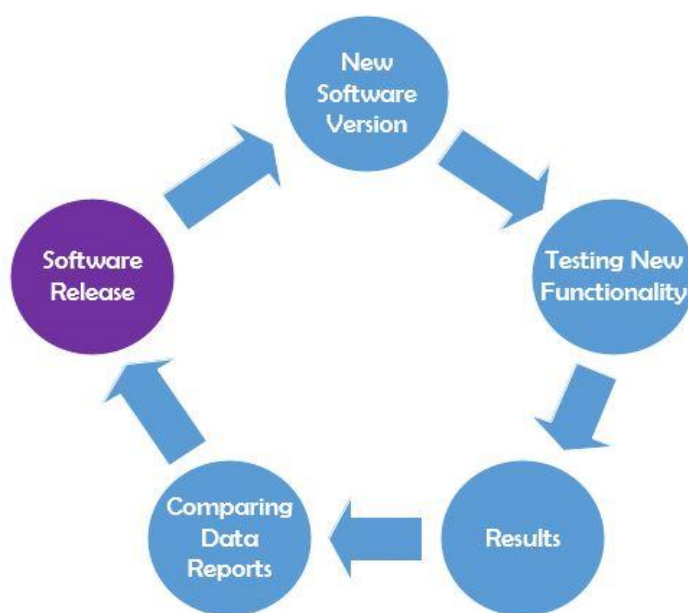 New
Software
Version
Testing New
Functionality
Results
Comparing
Data
Reports
Software
Release